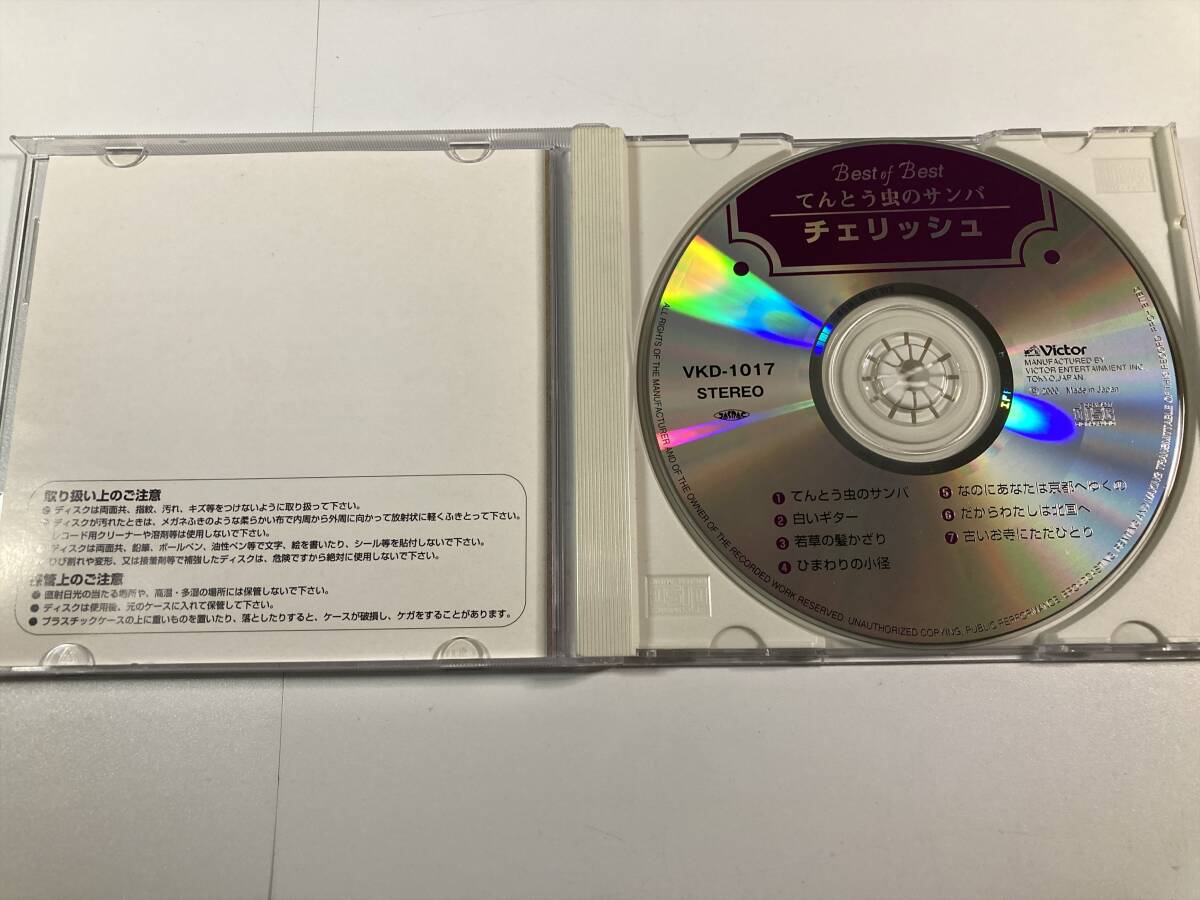 取り扱い上のご注意
ディスクは両面共、指紋、汚れ、キズ等をつけないように取り扱って下さい。
ディスクが汚れたときは、メガネふきのような柔らかい布で内周から外周に向かって放射状に軽くふきとって下さい。
レコード用クリーナーや溶剤等は使用しないで下さい。
ディスクは両面共、鉛筆、ボールペン、油性ペン等で文字、絵を書いたり、シール等を貼付しないで下さい。
ひび割れや変形、又は接着剤等で補強したディスクは、危険ですから絶対に使用しないで下さい。
保管上のご注意
● 直射日光の当たる場所や、高温・多湿の場所には保管しないで下さい。
● ディスクは使用後、元のケースに入れて保管して下さい。
● プラスチックケースの上に重いものを置いたり、落としたりすると、ケースが破損し、ケガをすることがあります。
Best of Best
てんとう虫のサンバ
チェリッシュ
VKD-1017
STEREO
JASRAC
Victor
MANUFACTURED BY
VICTOR ENTERTAINMENT INC.
TOKYO, JAPAN
℗ 2000 Made in Japan
1 てんとう虫のサンバ
2 白いギター
3 若草の髪かざり
4 ひまわりの小径
5 なのにあなたは京都へゆく
6 だからわたしは北国へ
7 古いお寺にただひとり
ALL RIGHTS OF THE MANUFACTURER AND OF THE OWNER OF THE RECORDED WORK RESERVED. UNAUTHORIZED COPYING, PUBLIC PERFORMANCE, BROADCASTING